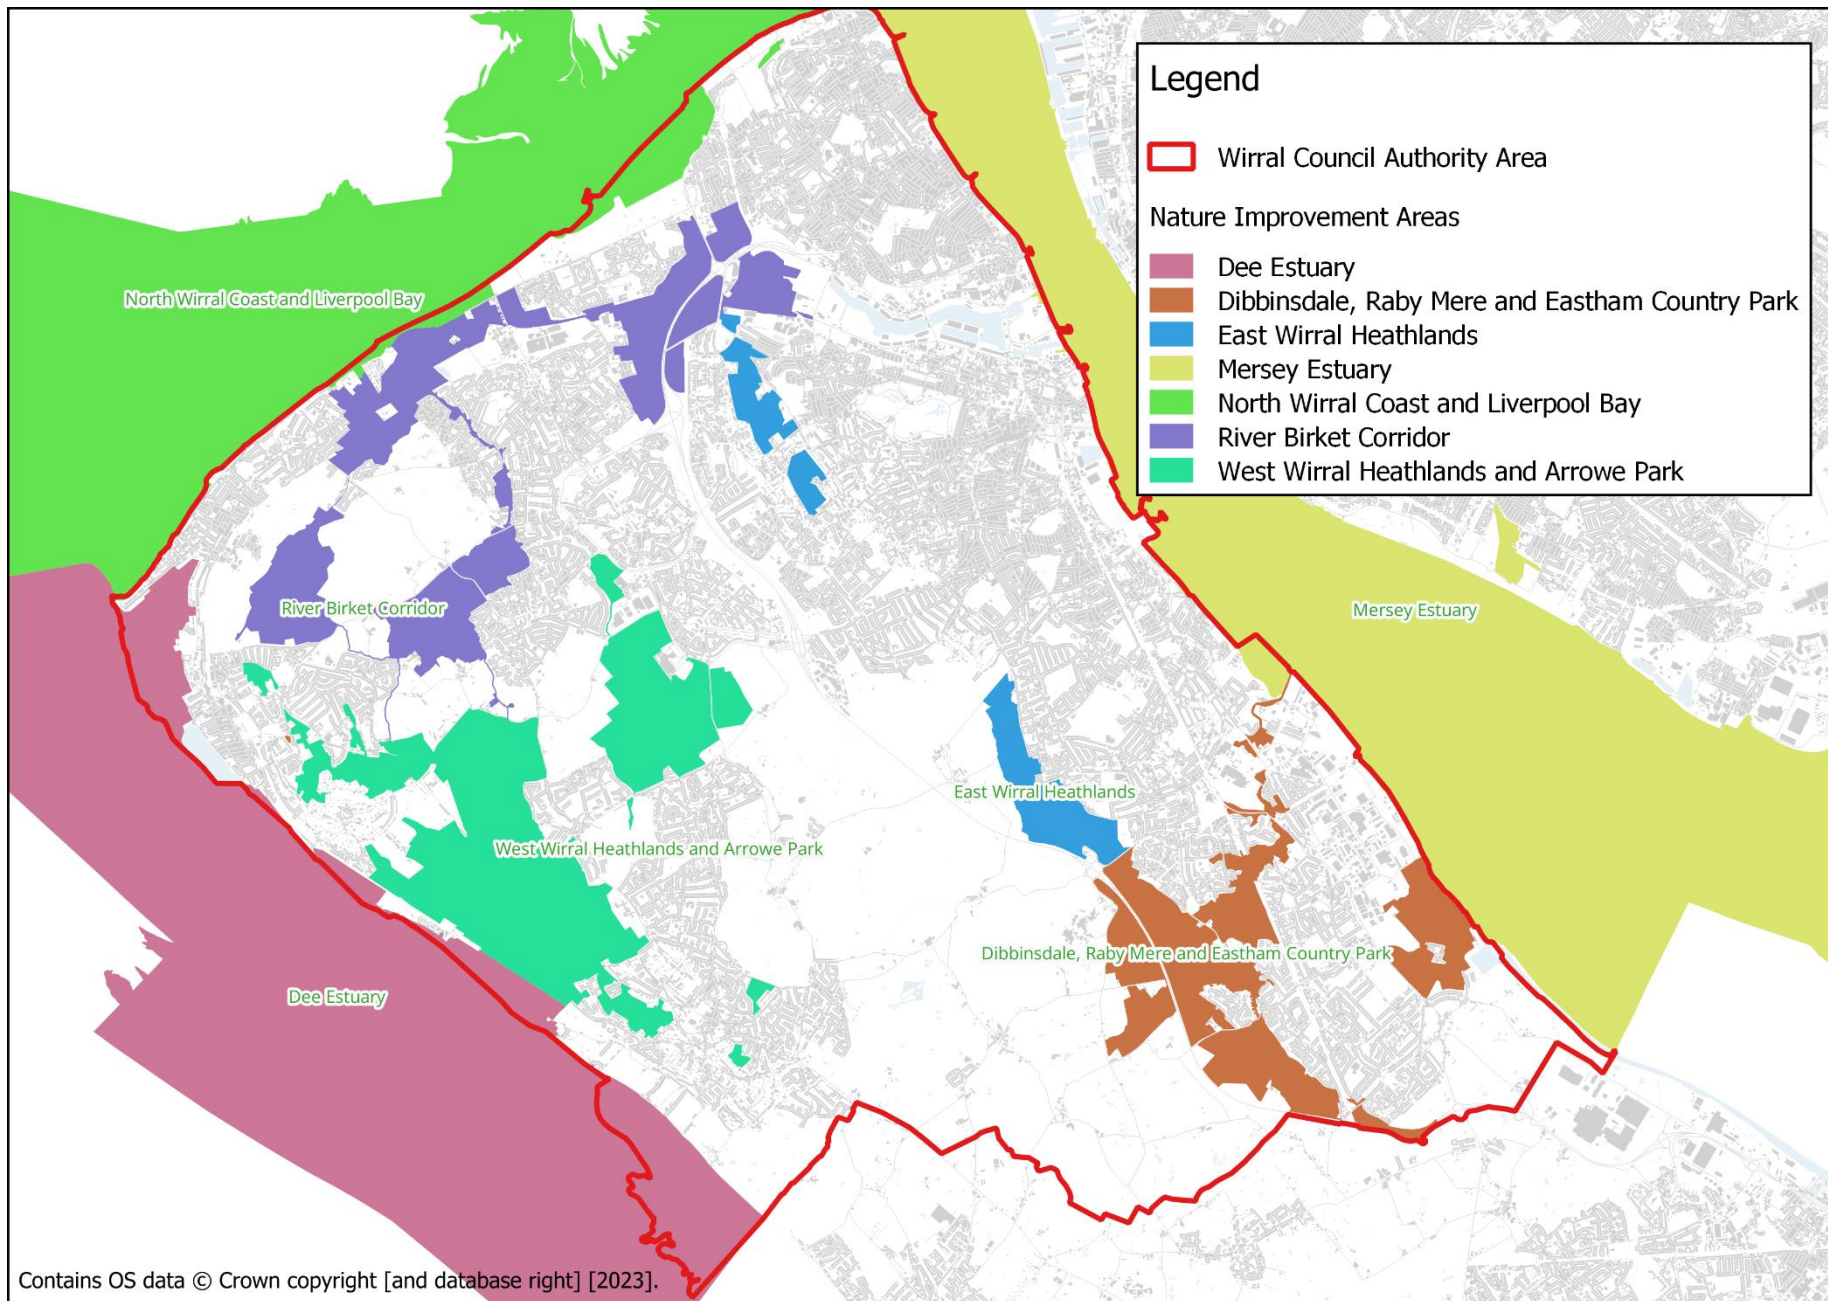 Legend
Wirral Council Authority Area
Nature Improvement Areas
Dee Estuary
Dibbinsdale, Raby Mere and Eastham Country Park
East Wirral Heathlands
Mersey Estuary
North Wirral Coast and Liverpool Bay
River Birket Corridor
West Wirral Heathlands and Arrowe Park
North Wirral Coast and Liverpool Bay
River Birket Corridor
Mersey Estuary
East Wirral Heathlands
West Wirral Heathlands and Arrowe Park
Dibbinsdale, Raby Mere and Eastham Country Park
Dee Estuary
Contains OS data © Crown copyright [and database right] [2023].